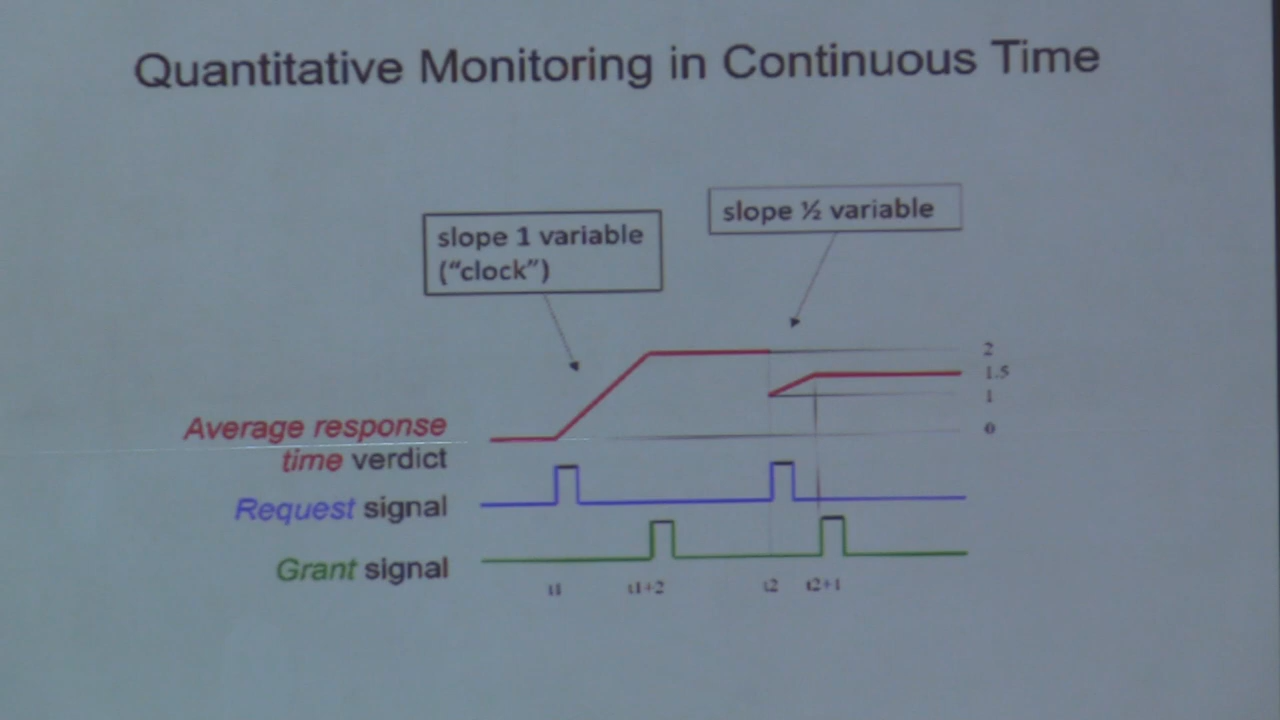 Quantitative Monitoring in Continuous Time
slope 1 variable
(“clock”)
slope ½ variable
2
1.5
1
0
Average response
time verdict
Request signal
Grant signal
t1
t1+2
t2
t2+1